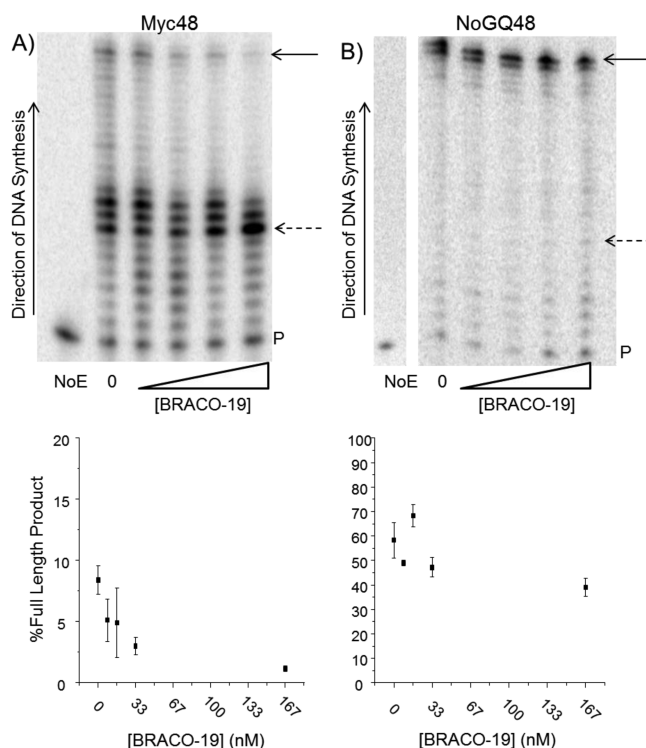 Myc48
NoGQ48
A)
B)
Direction of DNA Synthesis
Direction of DNA Synthesis
P
P
NoE 0
NoE 0
[BRACO-19]
[BRACO-19]
%Full Length Product
20
15
10
5
0
0 33 67 100 133 167
[BRACO-19] (nM)
100
90
80
70
60
50
40
30
20
10
0
0 33 67 100 133 167
[BRACO-19] (nM)